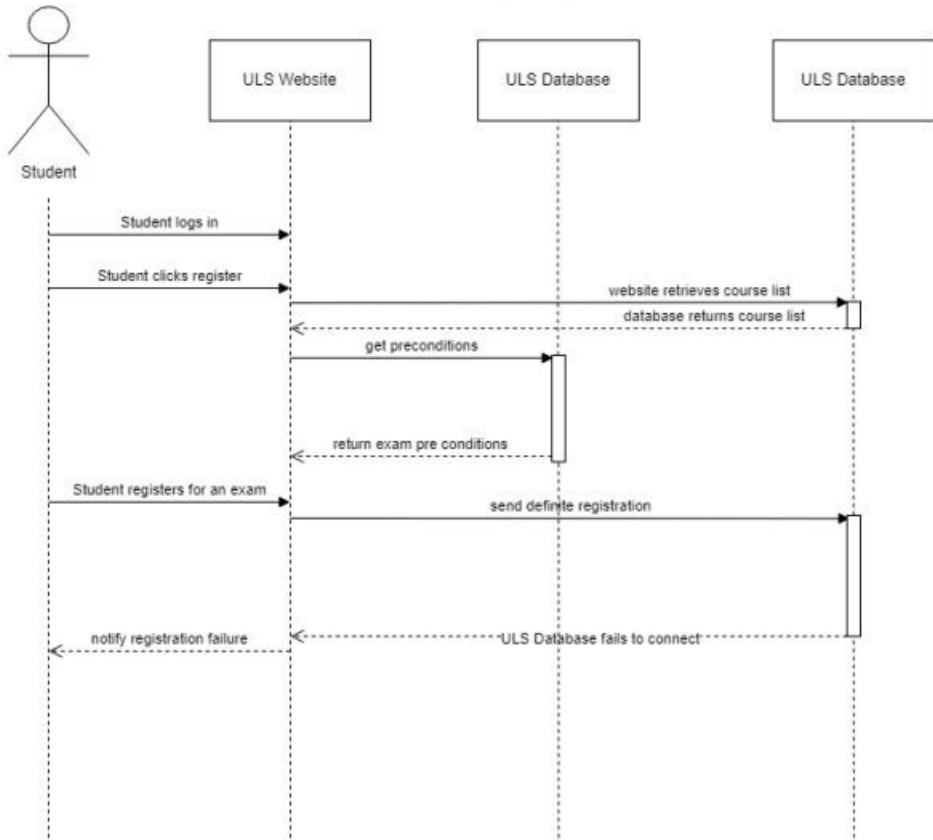 ULS Website
ULS Database
ULS Database
Student
Student logs in
Student clicks register
website retrieves course list
database returns course list
get preconditions
return exam pre conditions
Student registers for an exam
send definite registration
notify registration failure
ULS Database fails to connect